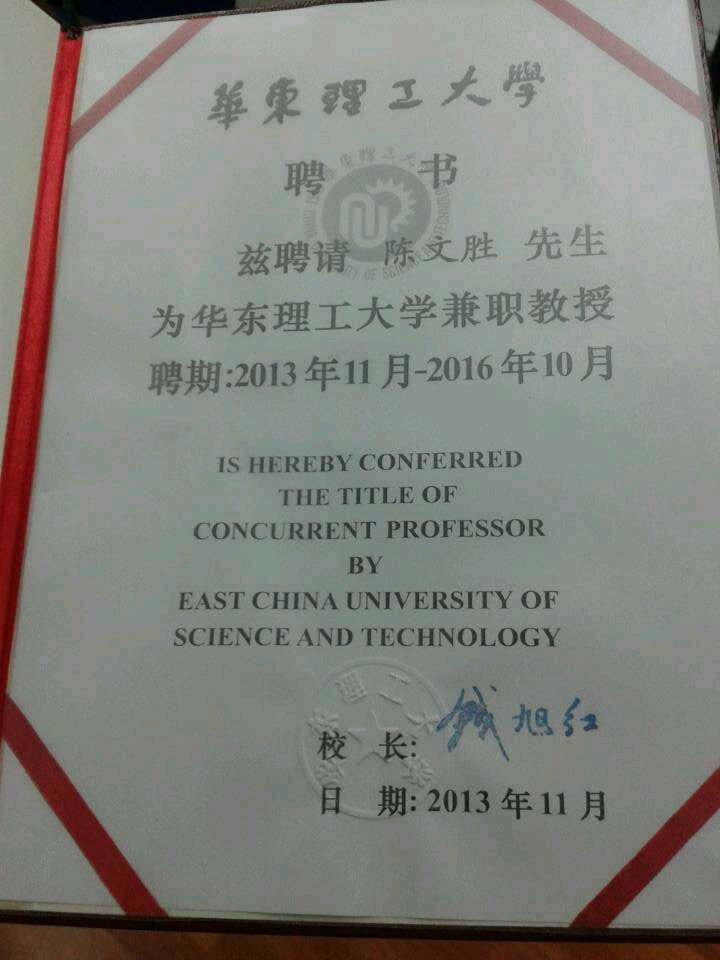 華東理工大學
聘 书
兹聘请 陈文胜 先生
为华东理工大学兼职教授
聘期:2013年11月-2016年10月
IS HEREBY CONFERRED
THE TITLE OF
CONCURRENT PROFESSOR
BY
EAST CHINA UNIVERSITY OF
SCIENCE AND TECHNOLOGY
校 长: 钱旭红
日 期: 2013年11月